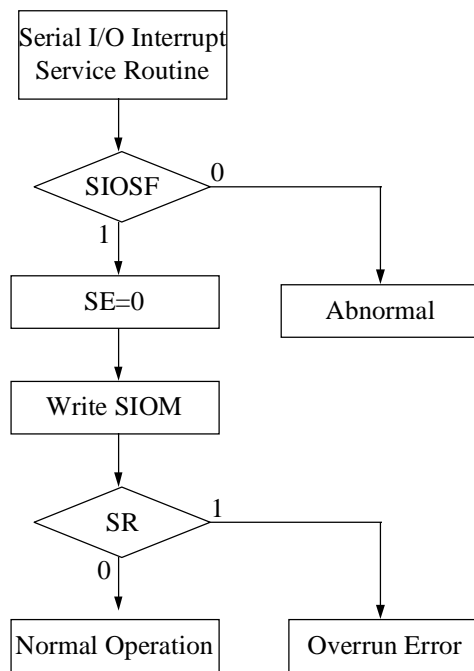 Serial I/O Interrupt
Service Routine
SIOSF
0
1
SE=0
Abnormal
Write SIOM
SR
1
0
Normal Operation
Overrun Error